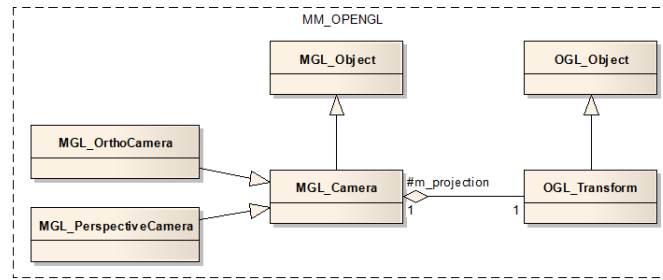 MM_OPENGL
MGL_Object
OGL_Object
MGL_OrthoCamera
MGL_Camera
#m_projection
1
1
OGL_Transform
MGL_PerspectiveCamera